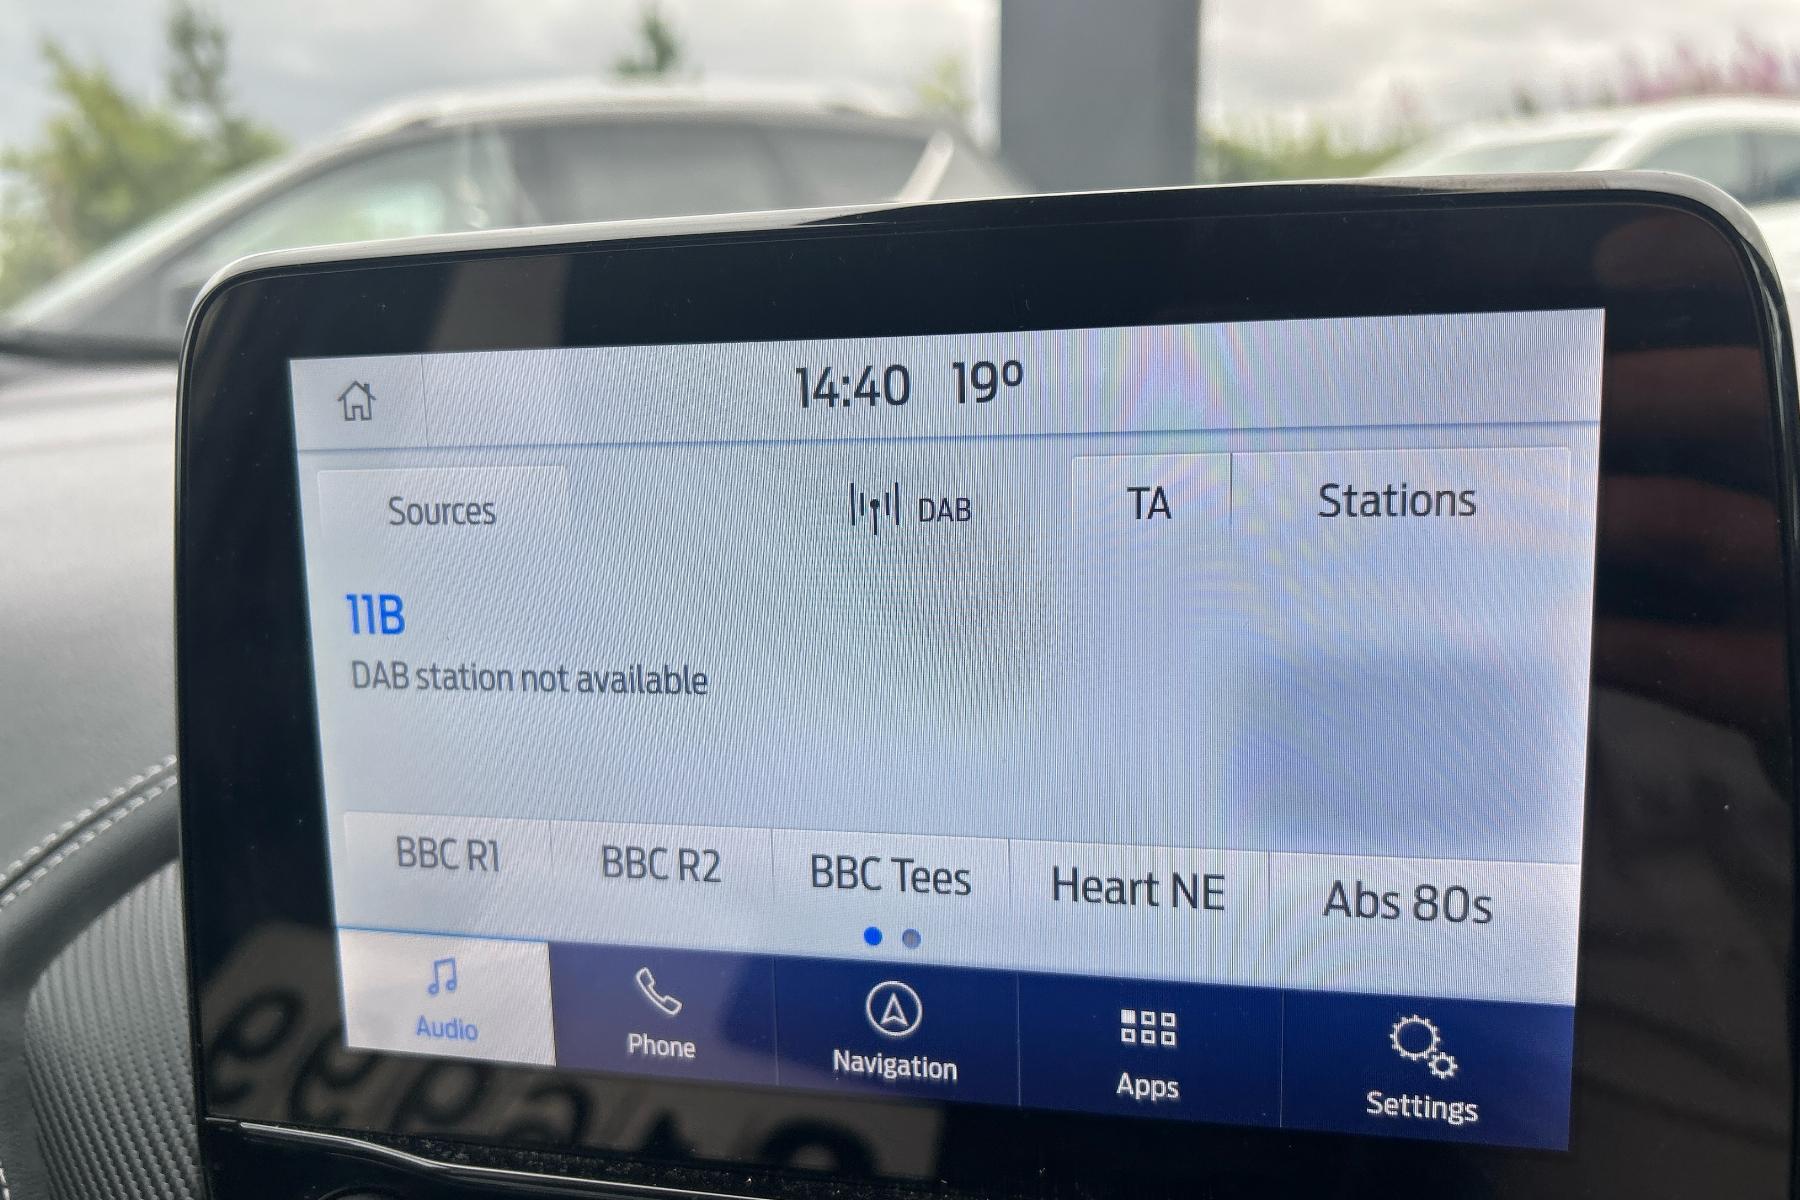 14:40 19º
Sources DAB TA Stations
11B
DAB station not available
BBC R1 BBC R2 BBC Tees Heart NE Abs 80s
Audio Phone Navigation Apps Settings